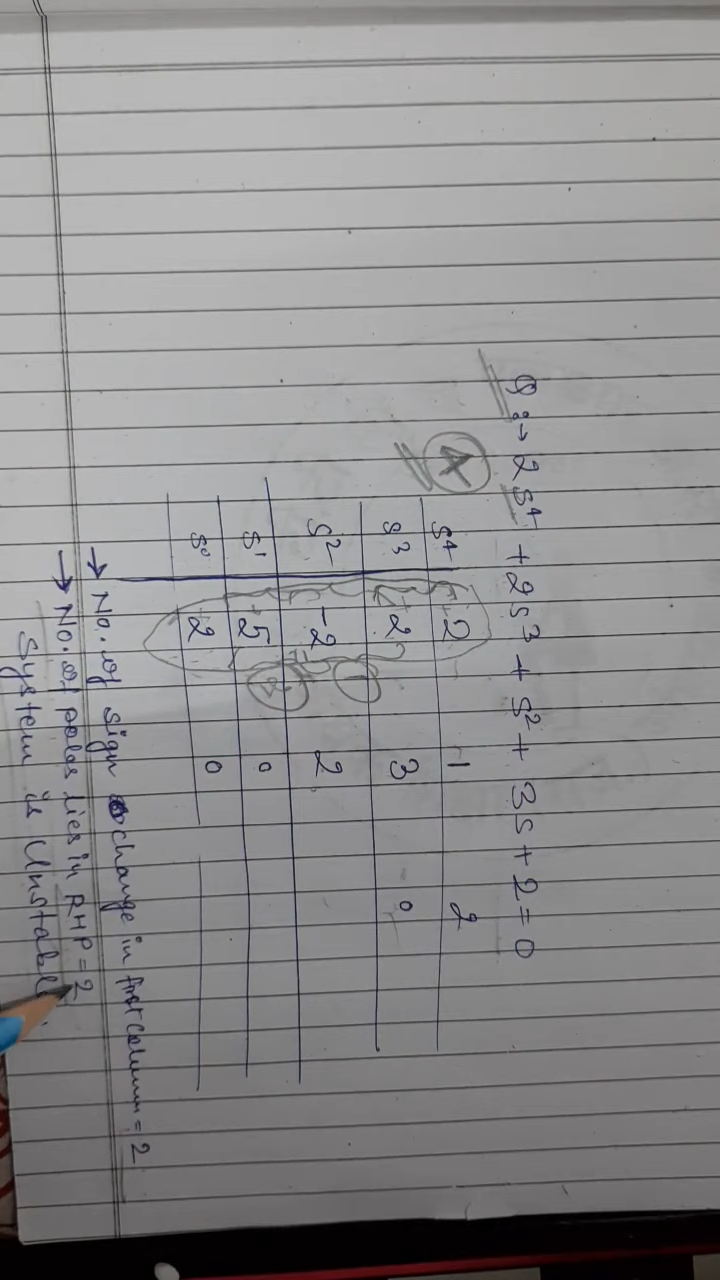 Q:→ 2s⁴ + 2s³ + s² + 3s + 2 = 0
A
s⁴ +2 1 2
s³ +2 3 0
s² -2 2
s¹ +5 0
s⁰ +2 0
→ No. of sign change in first column = 2
→ No. of poles lies in RHP = 2
System is Unstable.